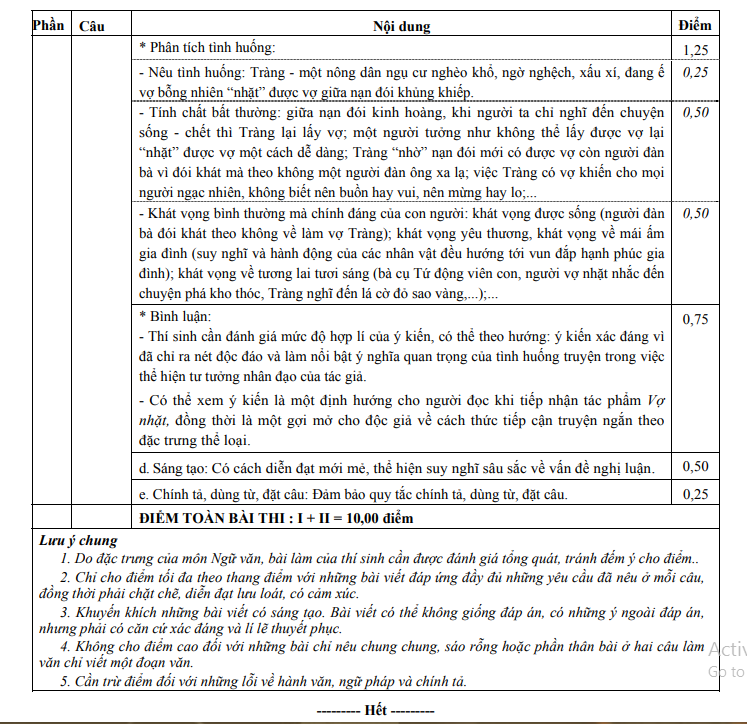 Phần Câu Nội dung Điểm
* Phân tích tình huống: 1,25
- Nêu tình huống: Tràng - một nông dân ngụ cư nghèo khổ, ngờ nghệch, xấu xí, đang ế 0,25
vợ bỗng nhiên “nhặt” được vợ giữa nạn đói khủng khiếp.
- Tính chất bất thường: giữa nạn đói kinh hoàng, khi người ta chỉ nghĩ đến chuyện 0,50
sống - chết thì Tràng lại lấy vợ; một người tưởng như không thể lấy được vợ lại
“nhặt” được vợ một cách dễ dàng; Tràng “nhờ” nạn đói mới có được vợ còn người đàn
bà vì đói khát mà theo không một người đàn ông xa lạ; việc Tràng có vợ khiến cho mọi
người ngạc nhiên, không biết nên buồn hay vui, nên mừng hay lo;...
- Khát vọng bình thường mà chính đáng của con người: khát vọng được sống (người đàn 0,50
bà đói khát theo không về làm vợ Tràng); khát vọng yêu thương, khát vọng về mái ấm
gia đình (suy nghĩ và hành động của các nhân vật đều hướng tới vun đắp hạnh phúc gia
đình); khát vọng về tương lai tươi sáng (bà cụ Tứ động viên con, người vợ nhặt nhắc đến
chuyện phá kho thóc, Tràng nghĩ đến lá cờ đỏ sao vàng,...);...
* Bình luận: 0,75
- Thí sinh cần đánh giá mức độ hợp lí của ý kiến, có thể theo hướng: ý kiến xác đáng vì
đã chỉ ra nét độc đáo và làm nổi bật ý nghĩa quan trọng của tình huống truyện trong việc
thể hiện tư tưởng nhân đạo của tác giả.
- Có thể xem ý kiến là một định hướng cho người đọc khi tiếp nhận tác phẩm Vợ
nhặt, đồng thời là một gợi mở cho độc giả về cách thức tiếp cận truyện ngắn theo
đặc trưng thể loại.
d. Sáng tạo: Có cách diễn đạt mới mẻ, thể hiện suy nghĩ sâu sắc về vấn đề nghị luận. 0,50
e. Chính tả, dùng từ, đặt câu: Đảm bảo quy tắc chính tả, dùng từ, đặt câu. 0,25
ĐIỂM TOÀN BÀI THI : I + II = 10,00 điểm
Lưu ý chung
1. Do đặc trưng của môn Ngữ văn, bài làm của thí sinh cần được đánh giá tổng quát, tránh đếm ý cho điểm..
2. Chỉ cho điểm tối đa theo thang điểm với những bài viết đáp ứng đầy đủ những yêu cầu đã nêu ở mỗi câu,
đồng thời phải chặt chẽ, diễn đạt lưu loát, có cảm xúc.
3. Khuyến khích những bài viết có sáng tạo. Bài viết có thể không giống đáp án, có những ý ngoài đáp án,
nhưng phải có căn cứ xác đáng và lí lẽ thuyết phục.
4. Không cho điểm cao đối với những bài chỉ nêu chung chung, sáo rỗng hoặc phần thân bài ở hai câu làm
văn chỉ viết một đoạn văn.
5. Cần trừ điểm đối với những lỗi về hành văn, ngữ pháp và chính tả.
Activ
Go to
--------- Hết ---------